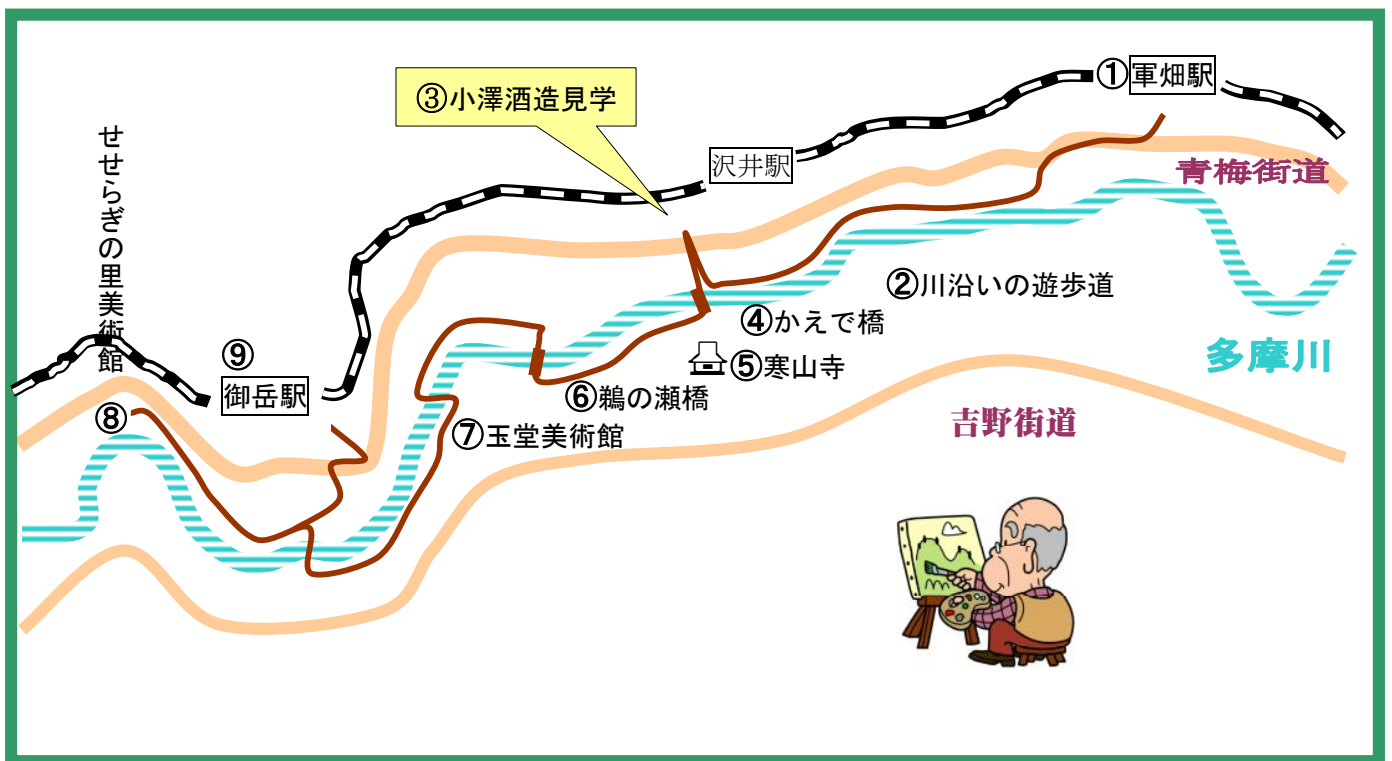 ①軍畑駅
③小澤酒造見学
せせらぎの里美術館
沢井駅
青梅街道
②川沿いの遊歩道
④かえで橋
多摩川
⑨
⑤寒山寺
御岳駅
⑥鵜の瀬橋
⑧
吉野街道
⑦玉堂美術館